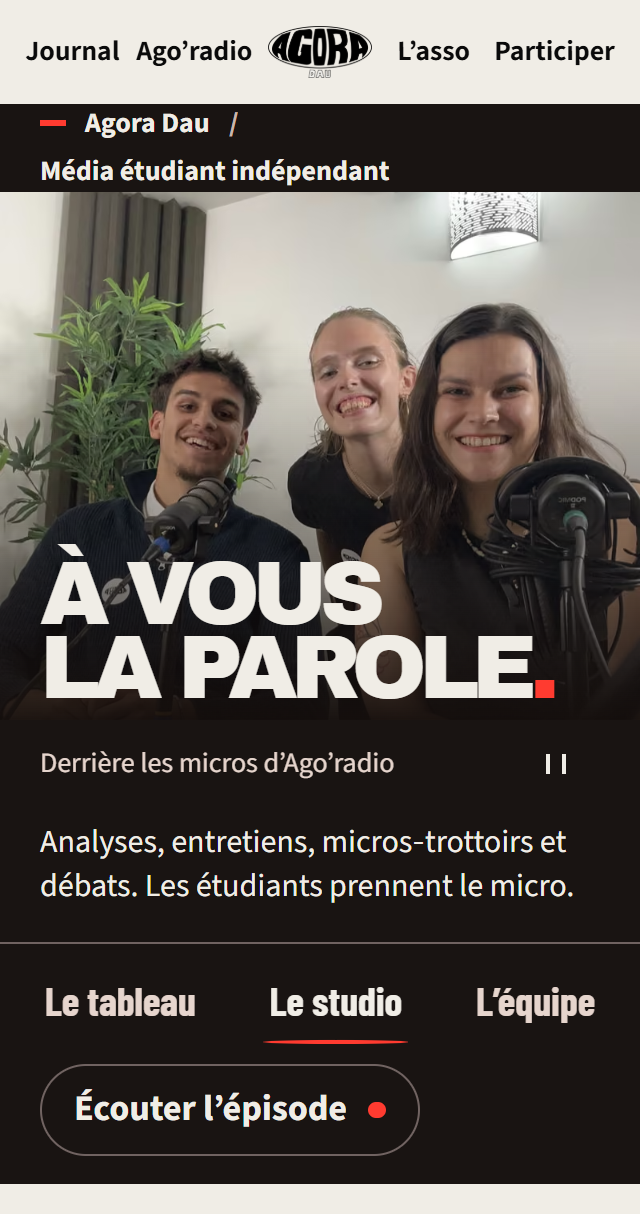 Journal Ago’radio AGORA DAU L’asso Participer
Agora Dau /
Média étudiant indépendant
À VOUS
LA PAROLE.
Derrière les micros d’Ago’radio
Analyses, entretiens, micros-trottoirs et
débats. Les étudiants prennent le micro.
Le tableau Le studio L’équipe
Écouter l’épisode